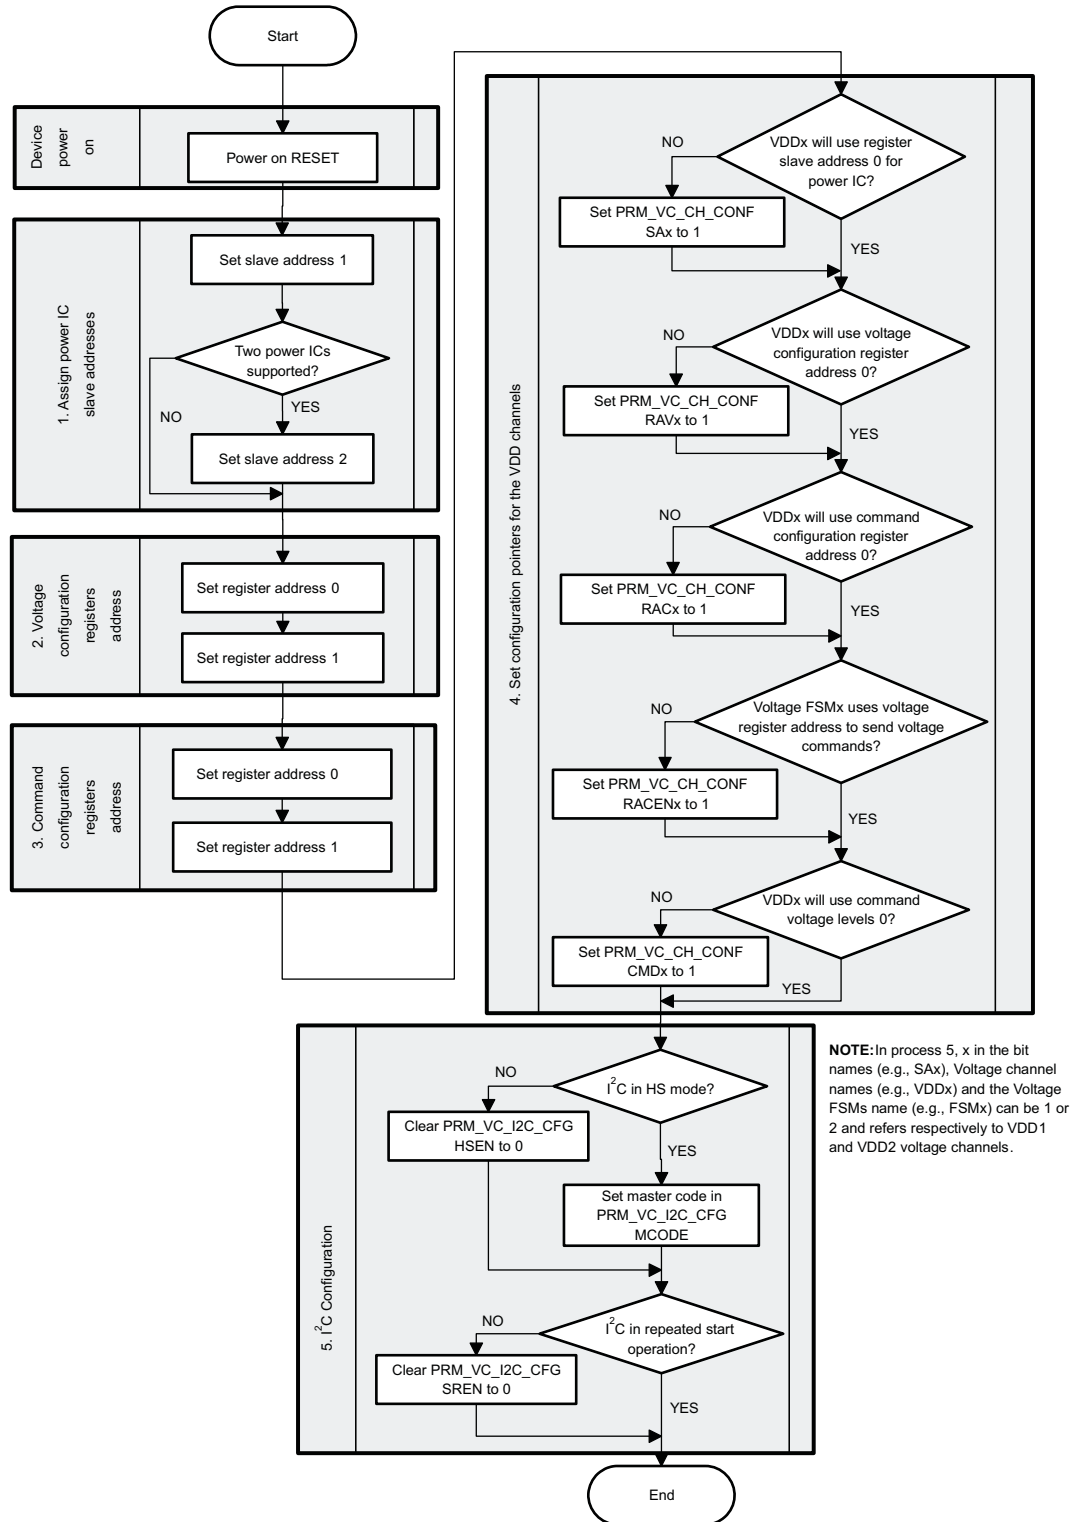 Start
Device
power
on
Power on RESET
1. Assign power IC
slave addresses
Set slave address 1
Two power ICs
supported?
NO
YES
Set slave address 2
2. Voltage
configuration
registers
address
Set register address 0
Set register address 1
3. Command
configuration
registers
address
Set register address 0
Set register address 1
4. Set configuration pointers for the VDD channels
VDDx will use register
slave address 0 for
power IC?
NO
Set PRM_VC_CH_CONF
SAx to 1
YES
VDDx will use voltage
configuration register
address 0?
NO
Set PRM_VC_CH_CONF
RAVx to 1
YES
VDDx will use command
configuration register
address 0?
NO
Set PRM_VC_CH_CONF
RACx to 1
YES
Voltage FSMx uses voltage
register address to send voltage
commands?
NO
Set PRM_VC_CH_CONF
RACENx to 1
YES
VDDx will use command
voltage levels 0?
NO
Set PRM_VC_CH_CONF
CMDx to 1
YES
5. I²C Configuration
I²C in HS mode?
NO
Clear PRM_VC_I2C_CFG
HSEN to 0
YES
Set master code in
PRM_VC_I2C_CFG
MCODE
I²C in repeated start
operation?
NO
Clear PRM_VC_I2C_CFG
SREN to 0
YES
End
NOTE: In process 5, x in the bit
names (e.g., SAx), Voltage channel
names (e.g., VDDx) and the Voltage
FSMs name (e.g., FSMx) can be 1 or
2 and refers respectively to VDD1
and VDD2 voltage channels.